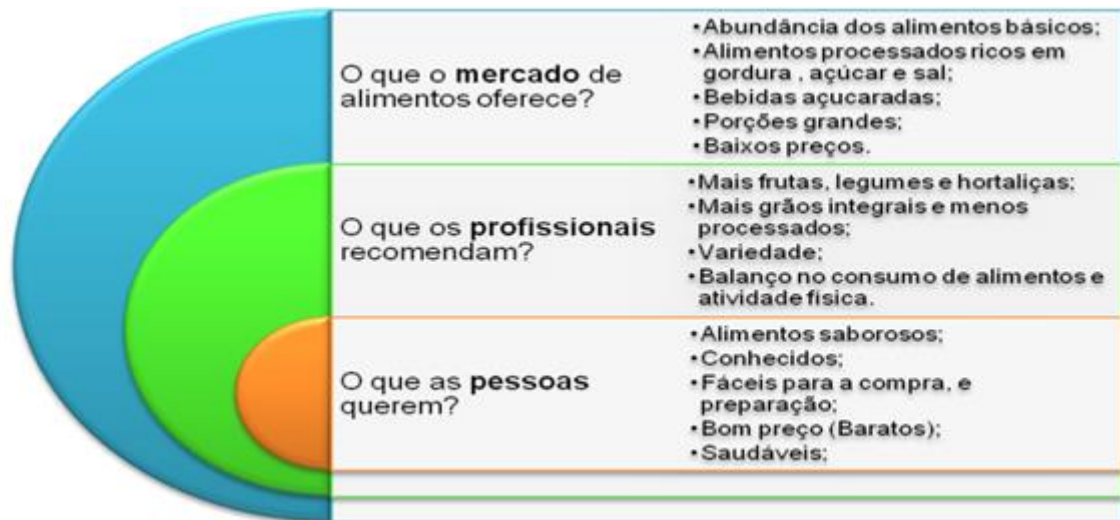 O que o mercado de
alimentos oferece?
•Abundância dos alimentos básicos;
•Alimentos processados ricos em
gordura , açúcar e sal;
•Bebidas açucaradas;
•Porções grandes;
•Baixos preços.
O que os profissionais
recomendam?
•Mais frutas, legumes e hortaliças;
•Mais grãos integrais e menos
processados;
•Variedade;
•Balanço no consumo de alimentos e
atividade física.
O que as pessoas
querem?
•Alimentos saborosos;
•Conhecidos;
•Fáceis para a compra, e
preparação;
•Bom preço (Baratos);
•Saudáveis;